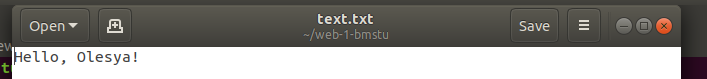 Open
text.txt
~/web-1-bmstu
Save
Hello, Olesya!